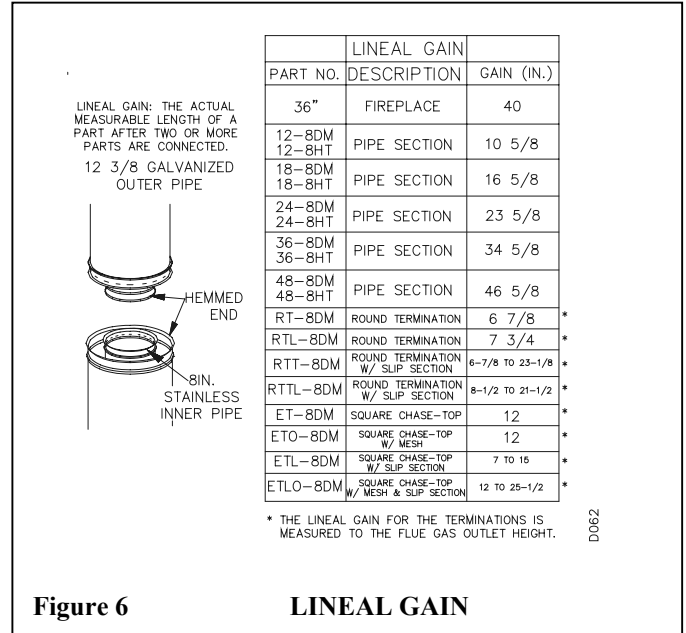 LINEAL GAIN: THE ACTUAL
MEASURABLE LENGTH OF A
PART AFTER TWO OR MORE
PARTS ARE CONNECTED.
12 3/8 GALVANIZED
OUTER PIPE
HEMMED
END
8IN.
STAINLESS
INNER PIPE
LINEAL GAIN
PART NO. DESCRIPTION GAIN (IN.)
36” FIREPLACE 40
12-8DM
12-8HT PIPE SECTION 10 5/8
18-8DM
18-8HT PIPE SECTION 16 5/8
24-8DM
24-8HT PIPE SECTION 23 5/8
36-8DM
36-8HT PIPE SECTION 34 5/8
48-8DM
48-8HT PIPE SECTION 46 5/8
RT-8DM ROUND TERMINATION 6 7/8 *
RTL-8DM ROUND TERMINATION 7 3/4 *
RTT-8DM ROUND TERMINATION
W/ SLIP SECTION 6-7/8 TO 23-1/8 *
RTTL-8DM ROUND TERMINATION
W/ SLIP SECTION 8-1/2 TO 21-1/2 *
ET-8DM SQUARE CHASE-TOP 12 *
ETO-8DM SQUARE CHASE-TOP
W/ MESH 12 *
ETL-8DM SQUARE CHASE-TOP
W/ SLIP SECTION 7 TO 15 *
ETLO-8DM SQUARE CHASE-TOP
W/ MESH & SLIP SECTION 12 TO 25-1/2 *
* THE LINEAL GAIN FOR THE TERMINATIONS IS
MEASURED TO THE FLUE GAS OUTLET HEIGHT.
D062
Figure 6 LINEAL GAIN